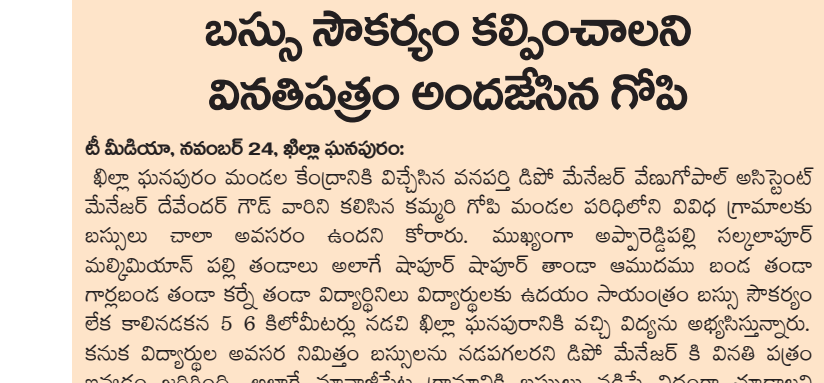 బస్సు సౌకర్యం కల్పించాలని
వినతిపత్రం అందజేసిన గోపి
టీ మీడియా, నవంబర్ 24, ఖిల్లా ఘనపురం:
ఖిల్లా ఘనపురం మండల కేంద్రానికి విచ్చేసిన వనపర్తి డిపో మేనేజర్ వేణుగోపాల్ అసిస్టెంట్
మేనేజర్ దేవేందర్ గౌడ్ వారిని కలిసిన కమ్మరి గోపి మండల పరిధిలోని వివిధ గ్రామాలకు
బస్సులు చాలా అవసరం ఉందని కోరారు. ముఖ్యంగా అప్పారెడ్డిపల్లి సల్కలాపూర్
మల్కిమియాన్ పల్లి తండాలు అలాగే షాపూర్ షాపూర్ తాండా ఆముదము బండ తండా
గార్లబండ తండా కర్నే తండా విద్యార్థినిలు విద్యార్థులకు ఉదయం సాయంత్రం బస్సు సౌకర్యం
లేక కాలినడకన 5 6 కిలోమీటర్లు నడచి ఖిల్లా ఘనపురానికి వచ్చి విద్యను అభ్యసిస్తున్నారు.
కనుక విద్యార్థుల అవసర నిమిత్తం బస్సులను నడపగలరని డిపో మేనేజర్ కి వినతి పత్రం